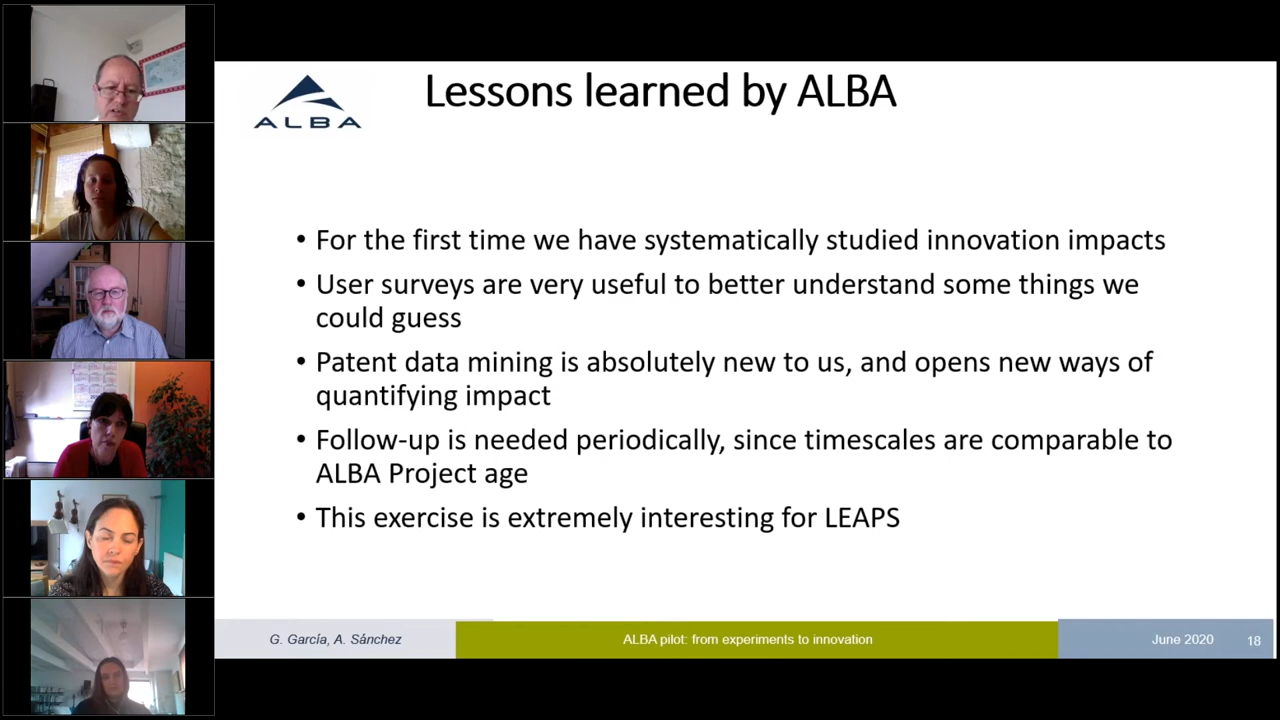 Lessons learned by ALBA
ALBA
• For the first time we have systematically studied innovation impacts
• User surveys are very useful to better understand some things we
could guess
• Patent data mining is absolutely new to us, and opens new ways of
quantifying impact
• Follow-up is needed periodically, since timescales are comparable to
ALBA Project age
• This exercise is extremely interesting for LEAPS
G. García, A. Sánchez
ALBA pilot: from experiments to innovation
June 2020
18